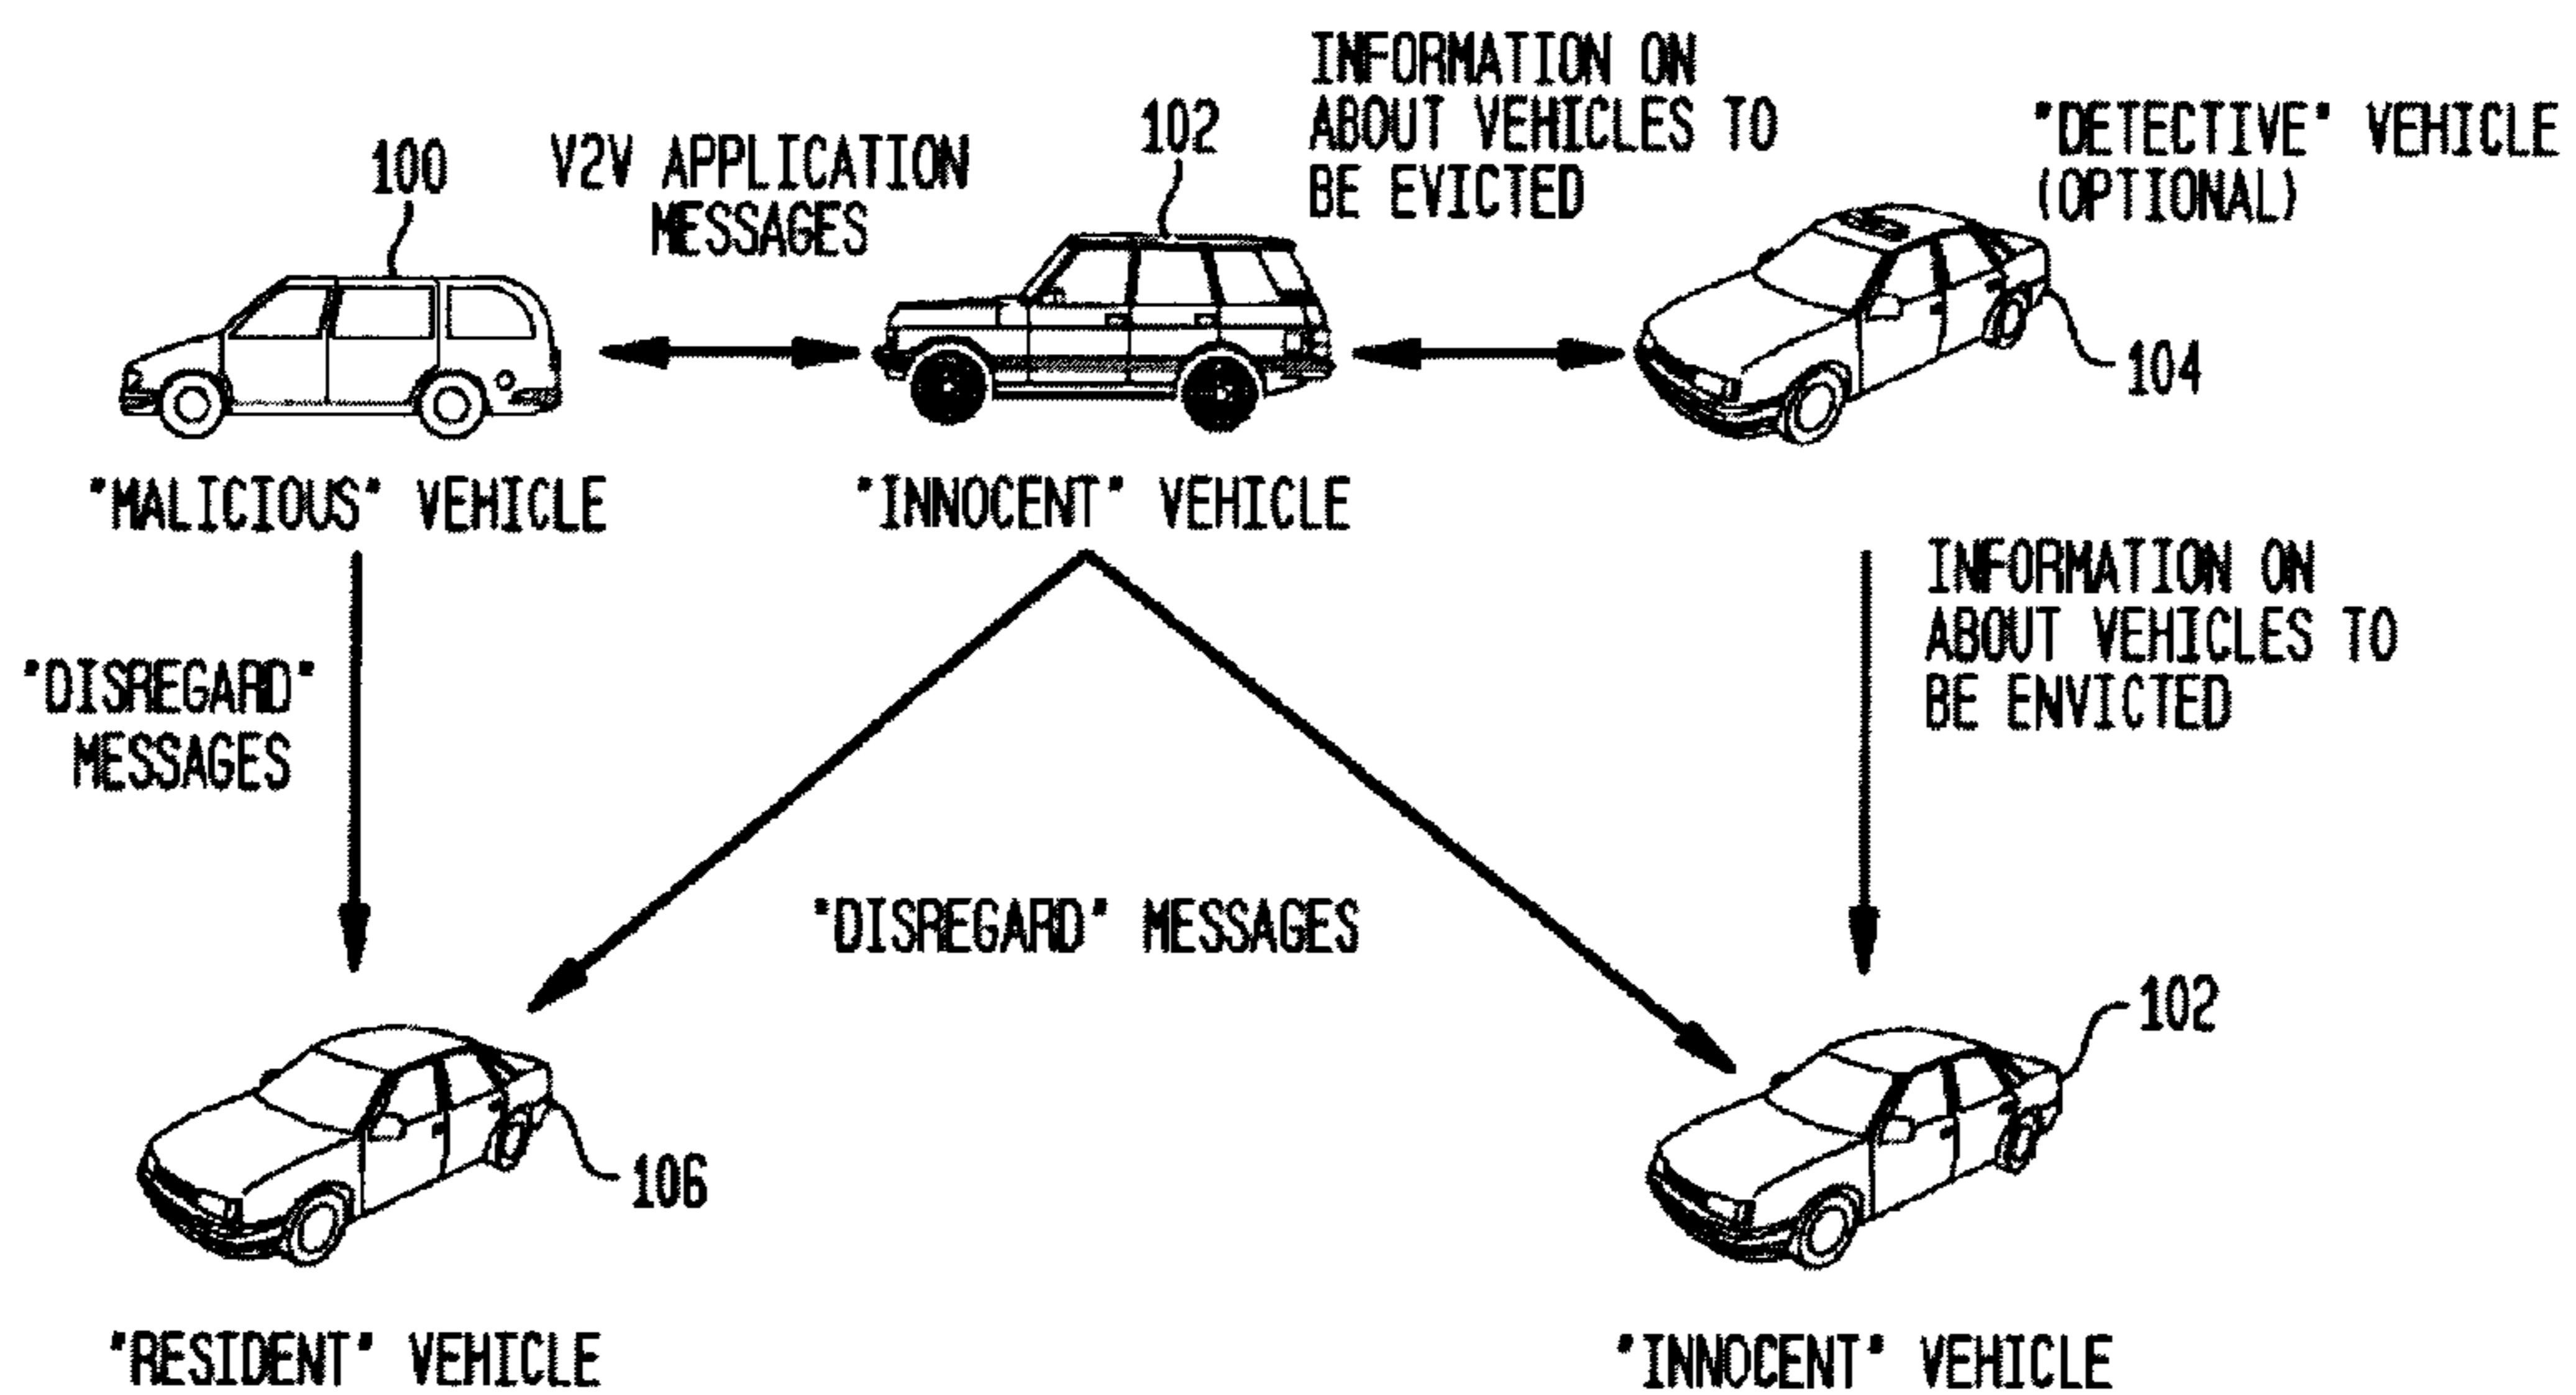 INFORMATION ON
ABOUT VEHICLES TO
BE EVICTED
102
"DETECTIVE" VEHICLE
(OPTIONAL)
100
V2V APPLICATION
MESSAGES
104
"MALICIOUS" VEHICLE
"INNOCENT" VEHICLE
INFORMATION ON
ABOUT VEHICLES TO
BE ENVICTED
"DISREGARD"
MESSAGES
"DISREGARD" MESSAGES
102
106
"RESIDENT" VEHICLE
"INNOCENT" VEHICLE